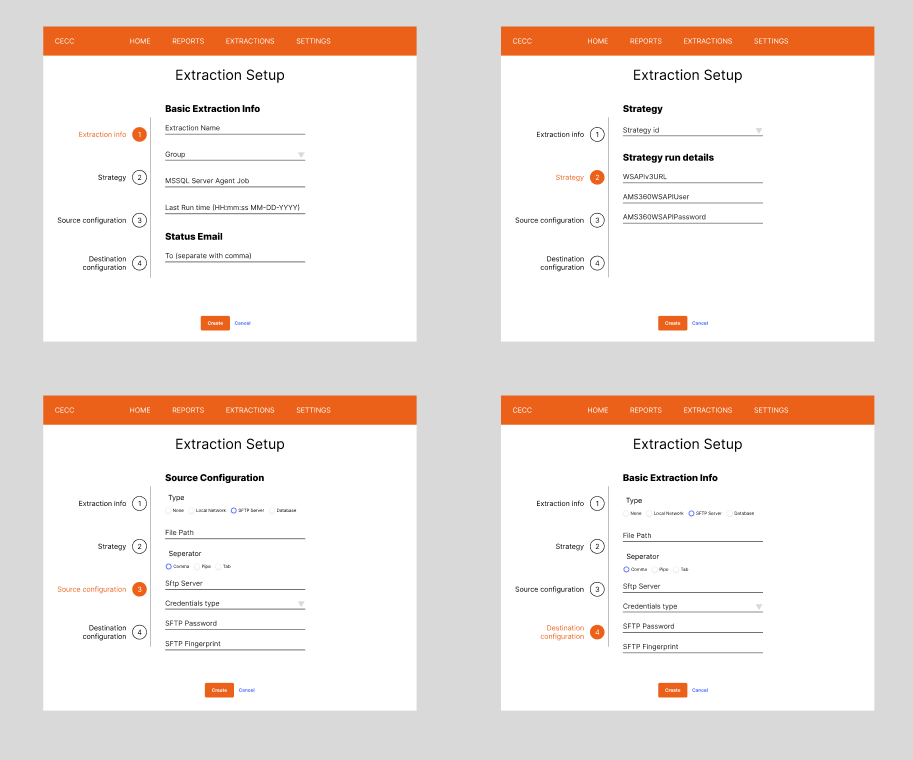 CECC HOME REPORTS EXTRACTIONS SETTINGS
Extraction Setup
Basic Extraction Info
Extraction info 1
Strategy 2
Source configuration 3
Destination
configuration 4
Extraction Name
Group
MSSQL Server Agent Job
Last Run time (HH:mm:ss MM-DD-YYYY)
Status Email
To (separate with comma)
Create Cancel
CECC HOME REPORTS EXTRACTIONS SETTINGS
Extraction Setup
Strategy
Extraction info 1
Strategy 2
Source configuration 3
Destination
configuration 4
Strategy id
Strategy run details
WSAPIv3URL
AMS360WSAPIUser
AMS360WSAPIPassword
Create Cancel
CECC HOME REPORTS EXTRACTIONS SETTINGS
Extraction Setup
Source Configuration
Extraction info 1
Strategy 2
Source configuration 3
Destination
configuration 4
Type
None Local Network SFTP Server Database
File Path
Seperator
Comma Pipe Tab
Sftp Server
Credentials type
SFTP Password
SFTP Fingerprint
Create Cancel
CECC HOME REPORTS EXTRACTIONS SETTINGS
Extraction Setup
Basic Extraction Info
Extraction info 1
Strategy 2
Source configuration 3
Destination
configuration 4
Type
None Local Network SFTP Server Database
File Path
Seperator
Comma Pipe Tab
Sftp Server
Credentials type
SFTP Password
SFTP Fingerprint
Create Cancel